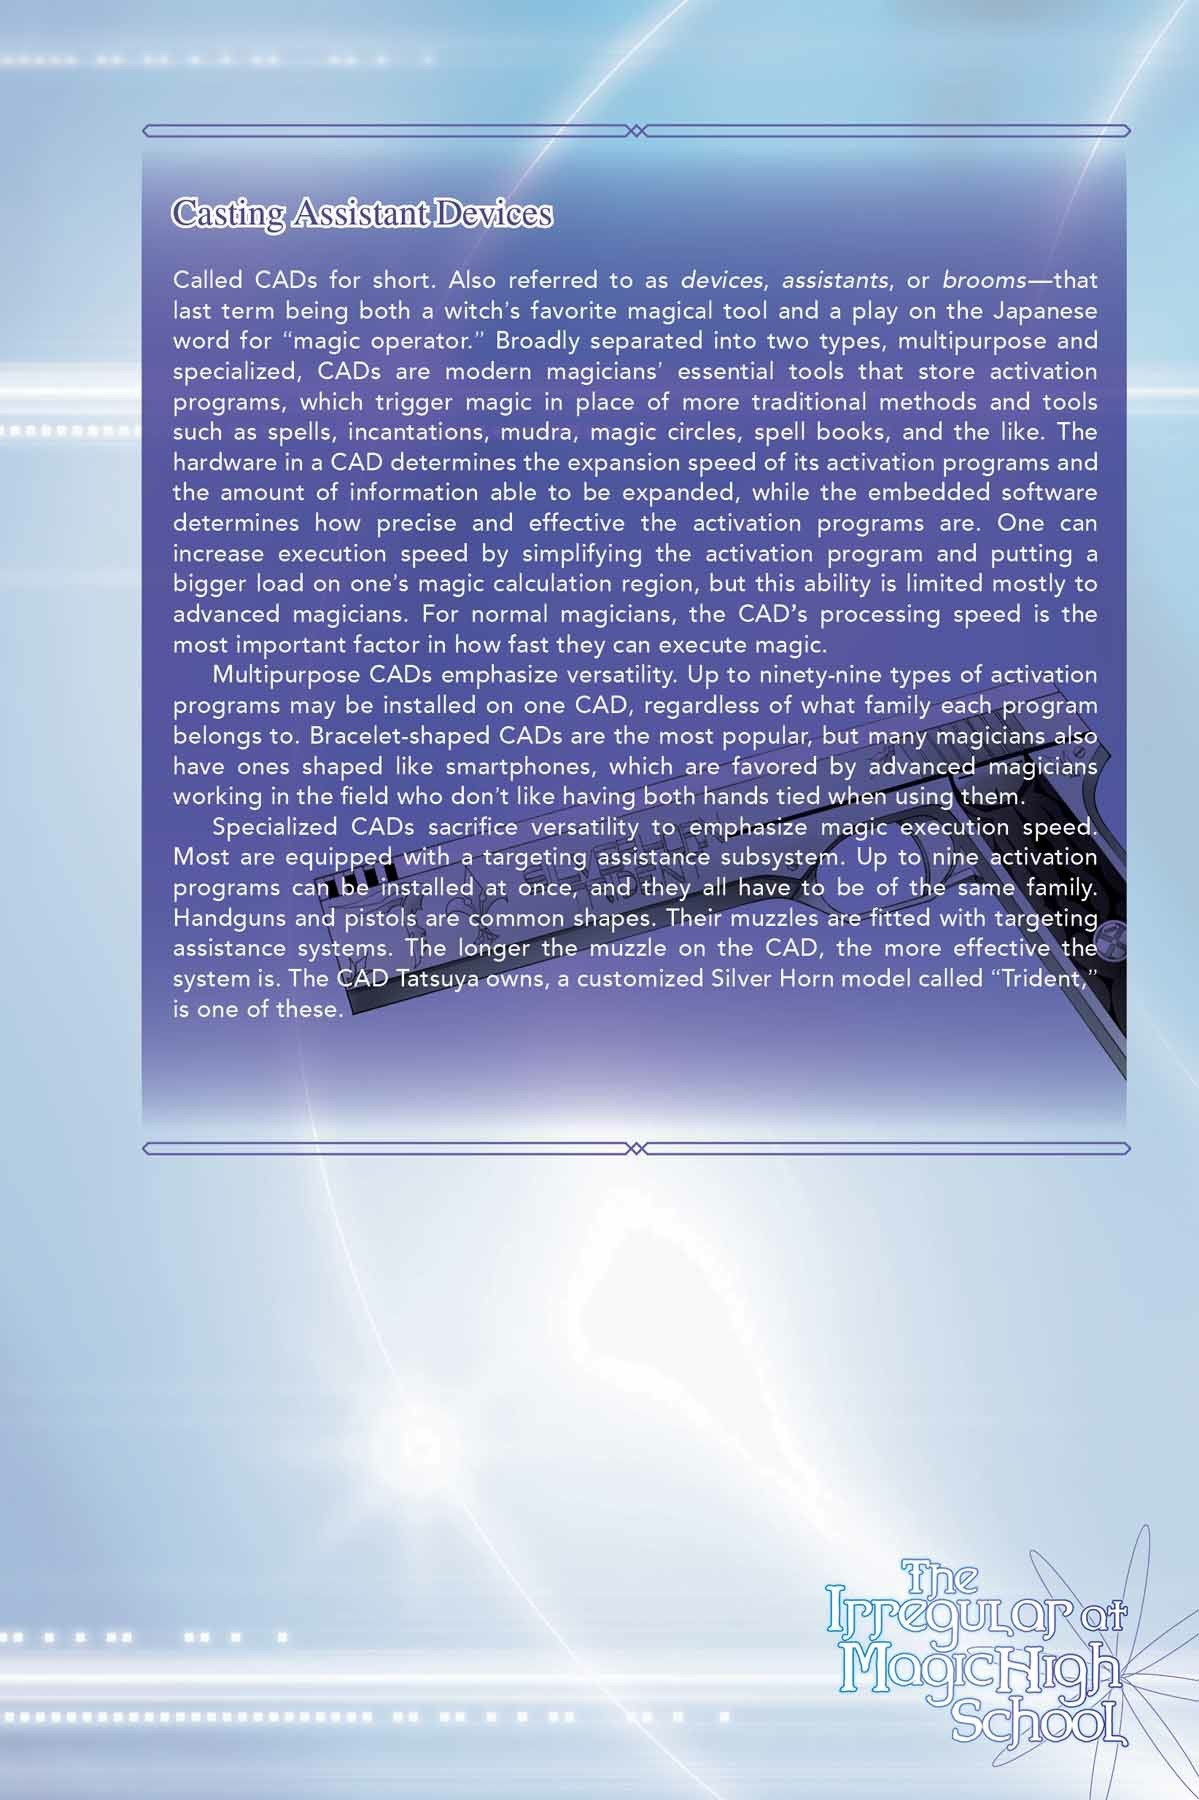 Casting Assistant Devices
Called CADs for short. Also referred to as devices, assistants, or brooms—that
last term being both a witch's favorite magical tool and a play on the Japanese
word for “magic operator.” Broadly separated into two types, multipurpose and
specialized, CADs are modern magicians' essential tools that store activation
programs, which trigger magic in place of more traditional methods and tools
such as spells, incantations, mudra, magic circles, spell books, and the like. The
hardware in a CAD determines the expansion speed of its activation programs and
the amount of information able to be expanded, while the embedded software
determines how precise and effective the activation programs are. One can
increase execution speed by simplifying the activation program and putting a
bigger load on one's magic calculation region, but this ability is limited mostly to
advanced magicians. For normal magicians, the CAD's processing speed is the
most important factor in how fast they can execute magic.
Multipurpose CADs emphasize versatility. Up to ninety-nine types of activation
programs may be installed on one CAD, regardless of what family each program
belongs to. Bracelet-shaped CADs are the most popular, but many magicians also
have ones shaped like smartphones, which are favored by advanced magicians
working in the field who don't like having both hands tied when using them.
Specialized CADs sacrifice versatility to emphasize magic execution speed.
Most are equipped with a targeting assistance subsystem. Up to nine activation
programs can be installed at once, and they all have to be of the same family.
Handguns and pistols are common shapes. Their muzzles are fitted with targeting
assistance systems. The longer the muzzle on the CAD, the more effective the
system is. The CAD Tatsuya owns, a customized Silver Horn model called “Trident,”
is one of these.
The
Irregular at
Magic High
School